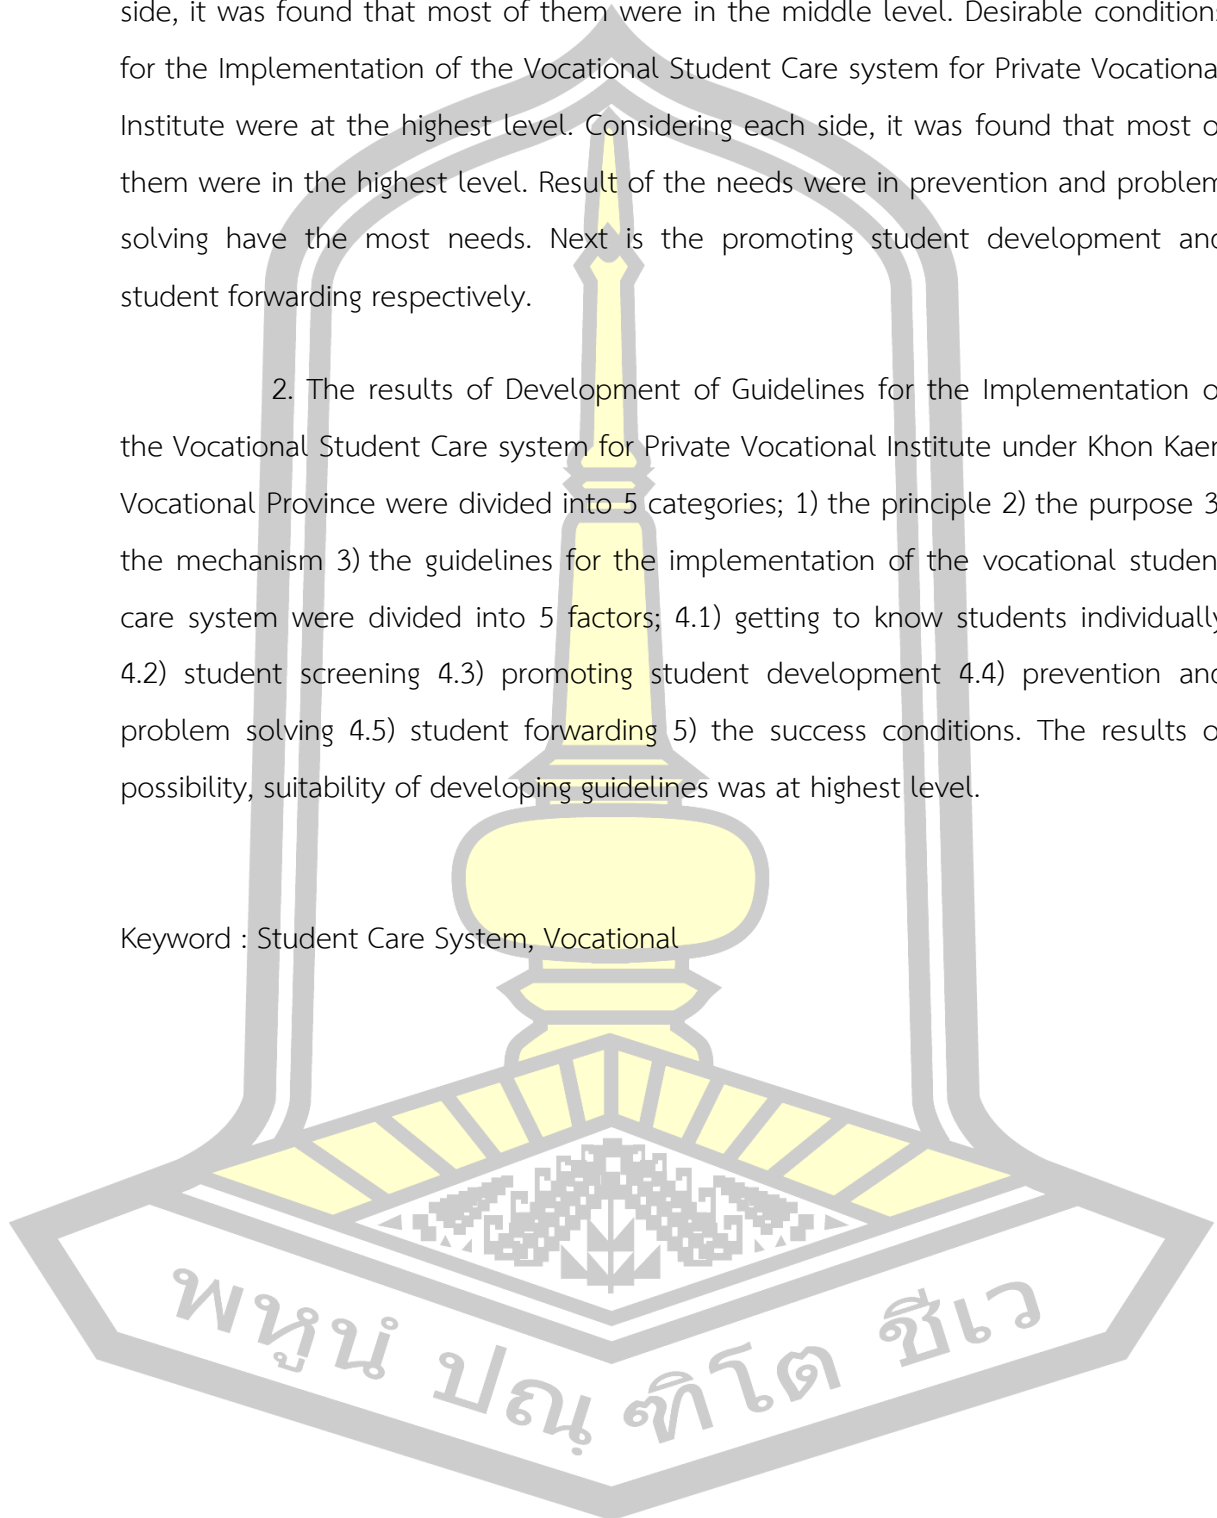 side, it was found that most of them were in the middle level. Desirable conditions
for the Implementation of the Vocational Student Care system for Private Vocational
Institute were at the highest level. Considering each side, it was found that most of
them were in the highest level. Result of the needs were in prevention and problem
solving have the most needs. Next is the promoting student development and
student forwarding respectively.
2. The results of Development of Guidelines for the Implementation of
the Vocational Student Care system for Private Vocational Institute under Khon Kaen
Vocational Province were divided into 5 categories; 1) the principle 2) the purpose 3)
the mechanism 3) the guidelines for the implementation of the vocational student
care system were divided into 5 factors; 4.1) getting to know students individually
4.2) student screening 4.3) promoting student development 4.4) prevention and
problem solving 4.5) student forwarding 5) the success conditions. The results of
possibility, suitability of developing guidelines was at highest level.
Keyword : Student Care System, Vocational
พหูนํ ปณฺฑิโต ชีเว